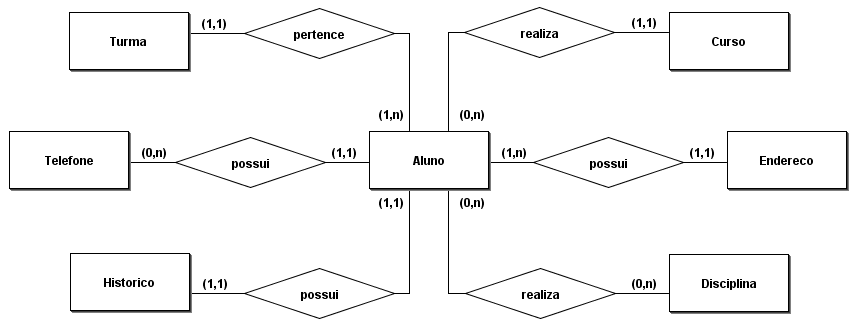 (1,1)
(1,1)
Turma
pertence
realiza
Curso
(1,n)
(0,n)
(0,n)
(1,1)
(1,n)
(1,1)
Telefone
possui
Aluno
possui
Endereco
(1,1)
(0,n)
Historico
(1,1)
possui
realiza
(0,n)
Disciplina